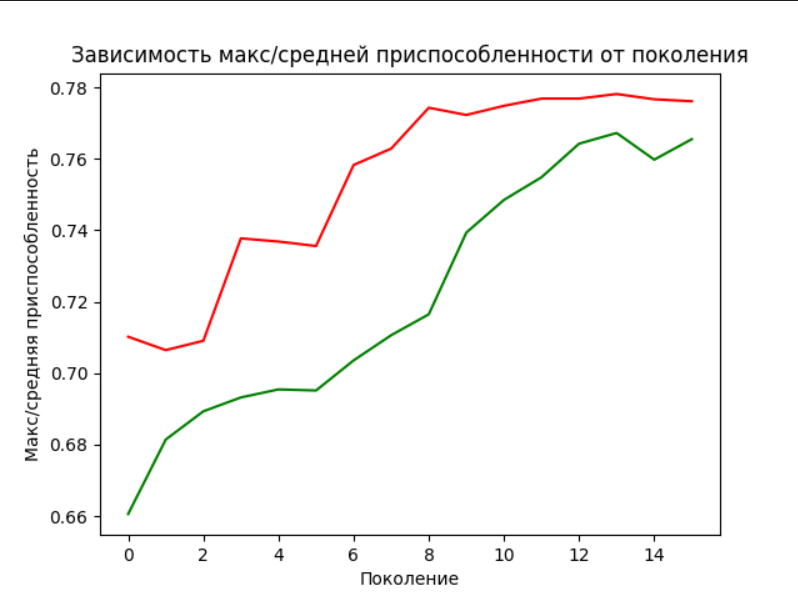 Зависимость макс/средней приспособленности от поколения
Макс/средняя приспособленность
0.78
0.76
0.74
0.72
0.70
0.68
0.66
0 2 4 6 8 10 12 14
Поколение